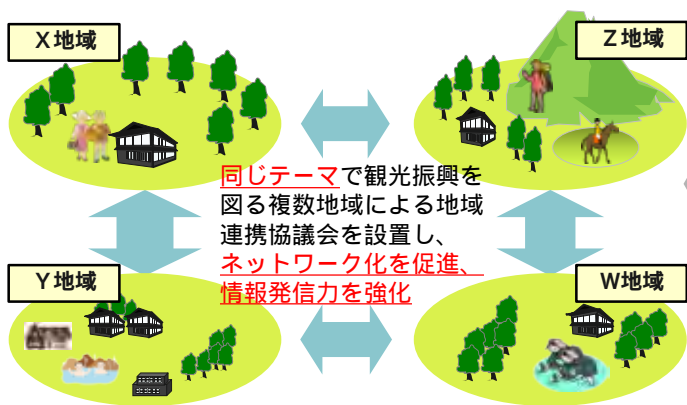 X地域
Z地域
同じテーマで観光振興を
図る複数地域による地域
連携協議会を設置し、
ネットワーク化を促進、
情報発信力を強化
Y地域
W地域